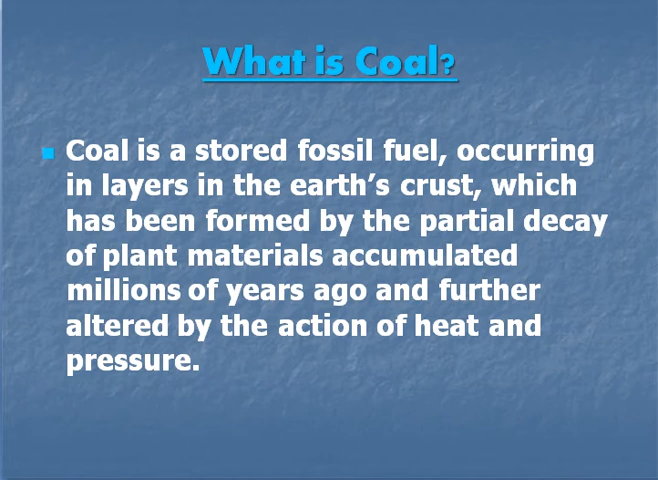 What is Coal?
Coal is a stored fossil fuel, occurring
in layers in the earth's crust, which
has been formed by the partial decay
of plant materials accumulated
millions of years ago and further
altered by the action of heat and
pressure.